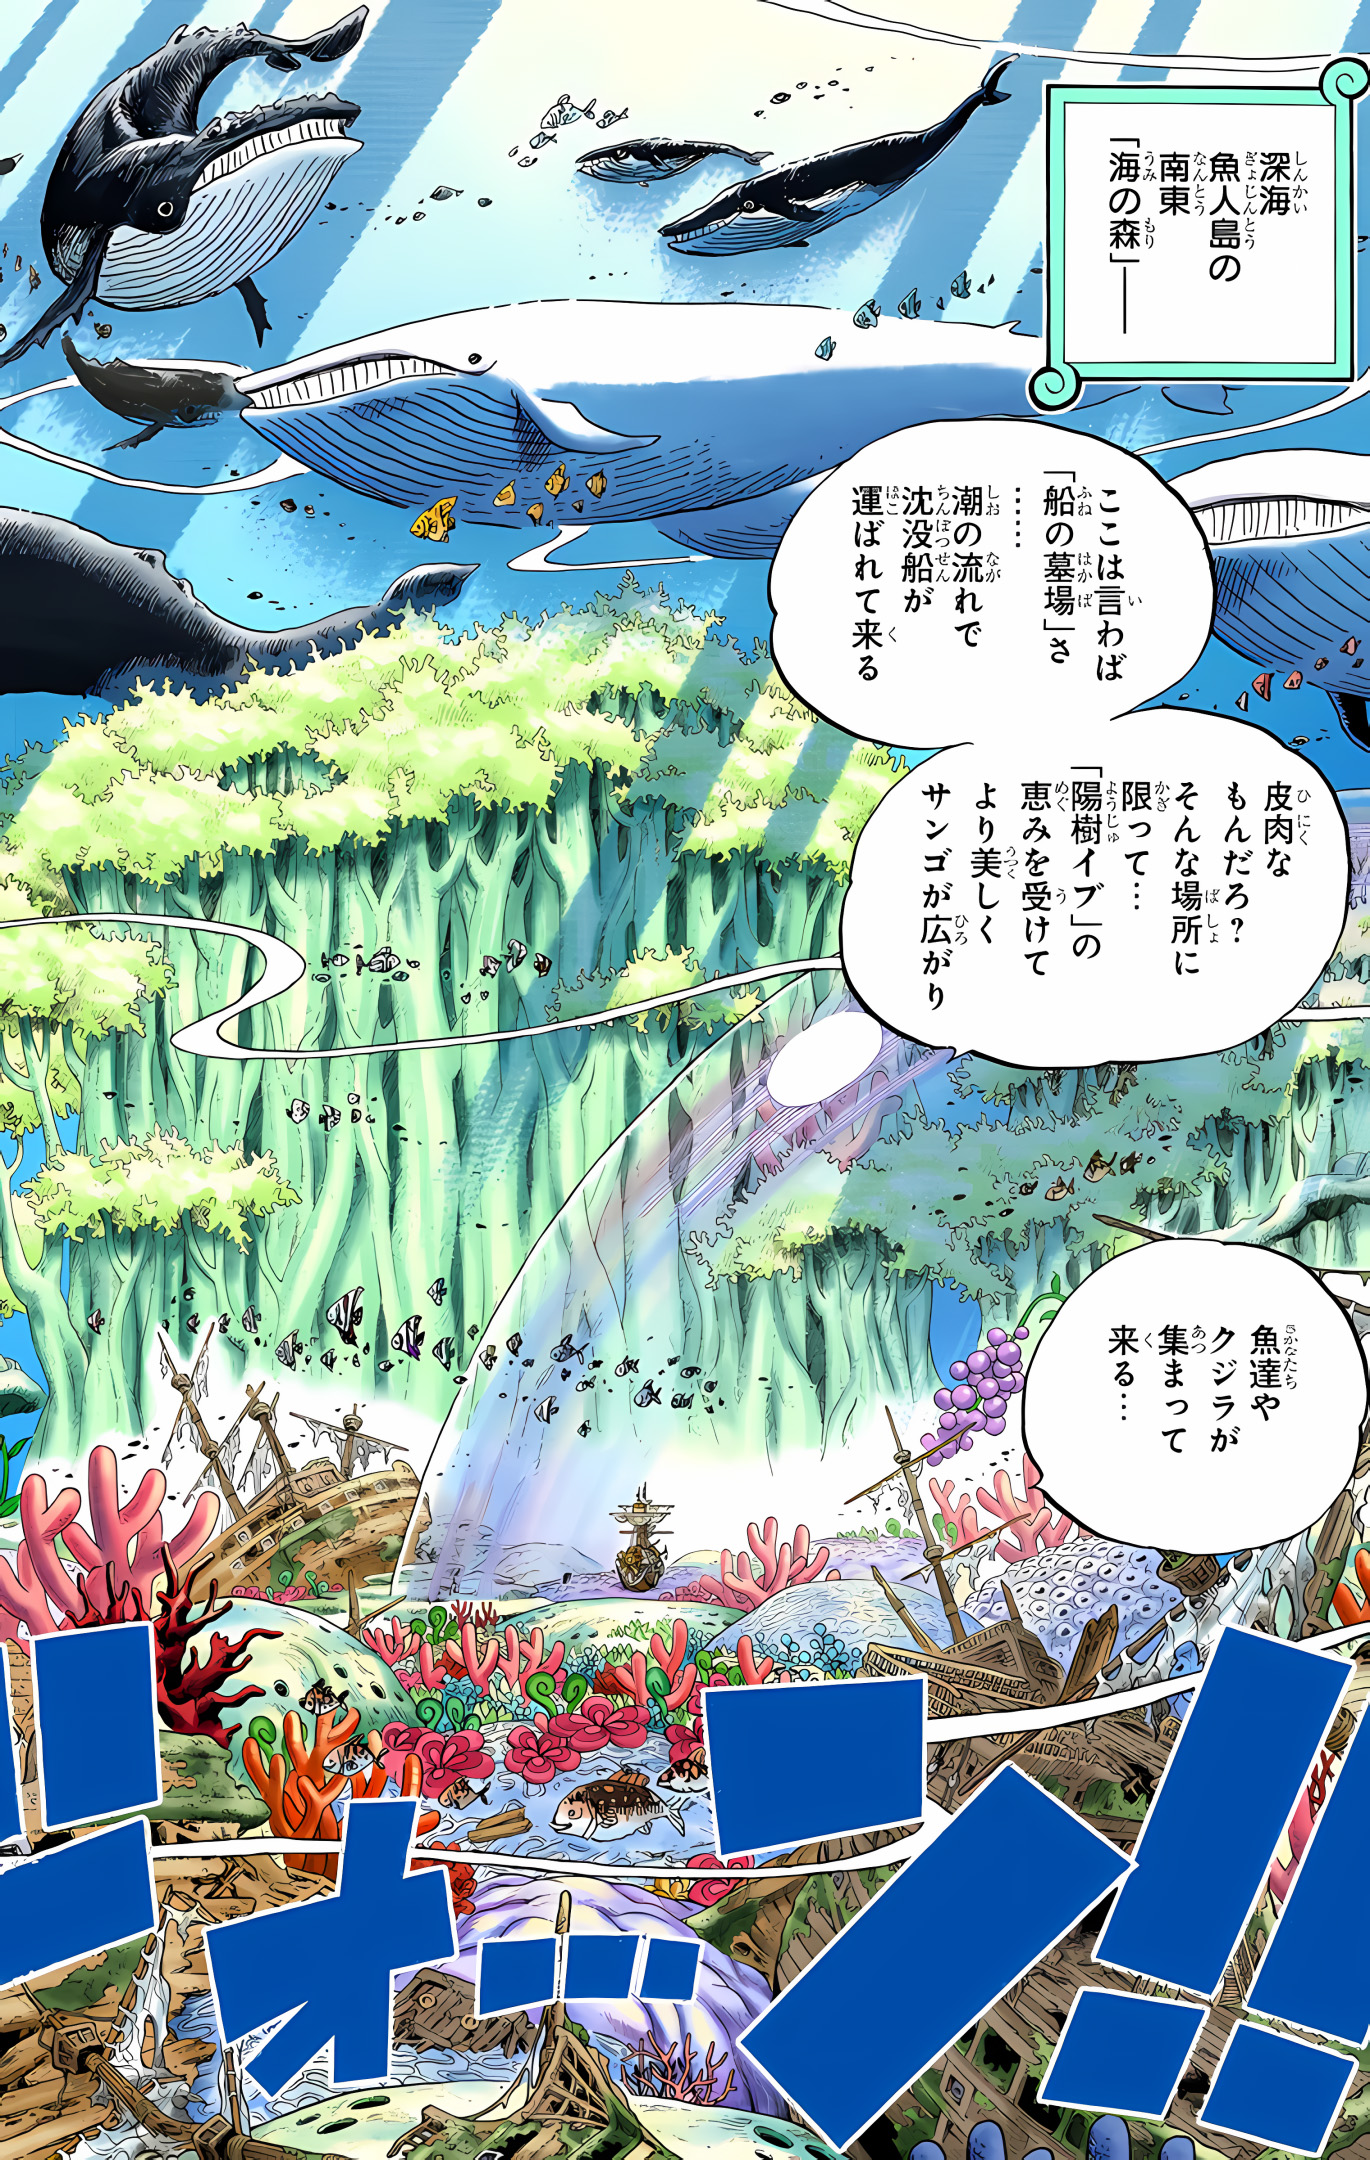 深海
魚人島の
南東
「海の森」――
ここは言わば
「船の墓場」さ
……
潮の流れで
沈没船が
運ばれて来る
皮肉な
もんだろ?
そんな場所に
限って…
「陽樹イブ」の
恵みを受けて
より美しく
サンゴが広がり
魚達や
クジラが
集まって
来る…
ドォ…ン!!